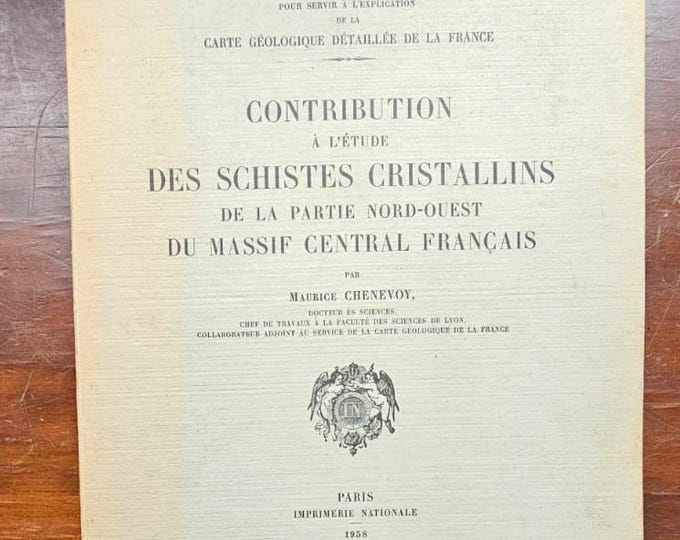 POUR SERVIR À L'EXPLICATION
DE LA
CARTE GÉOLOGIQUE DÉTAILLÉE DE LA FRANCE
CONTRIBUTION
À L'ÉTUDE
DES SCHISTES CRISTALLINS
DE LA PARTIE NORD-OUEST
DU MASSIF CENTRAL FRANÇAIS
PAR
MAURICE CHENEVOY,
DOCTEUR ÈS SCIENCES,
CHEF DE TRAVAUX À LA FACULTÉ DES SCIENCES DE LYON,
COLLABORATEUR-ADJOINT AU SERVICE DE LA CARTE GÉOLOGIQUE DE LA FRANCE
IN
PARIS
IMPRIMERIE NATIONALE
1958